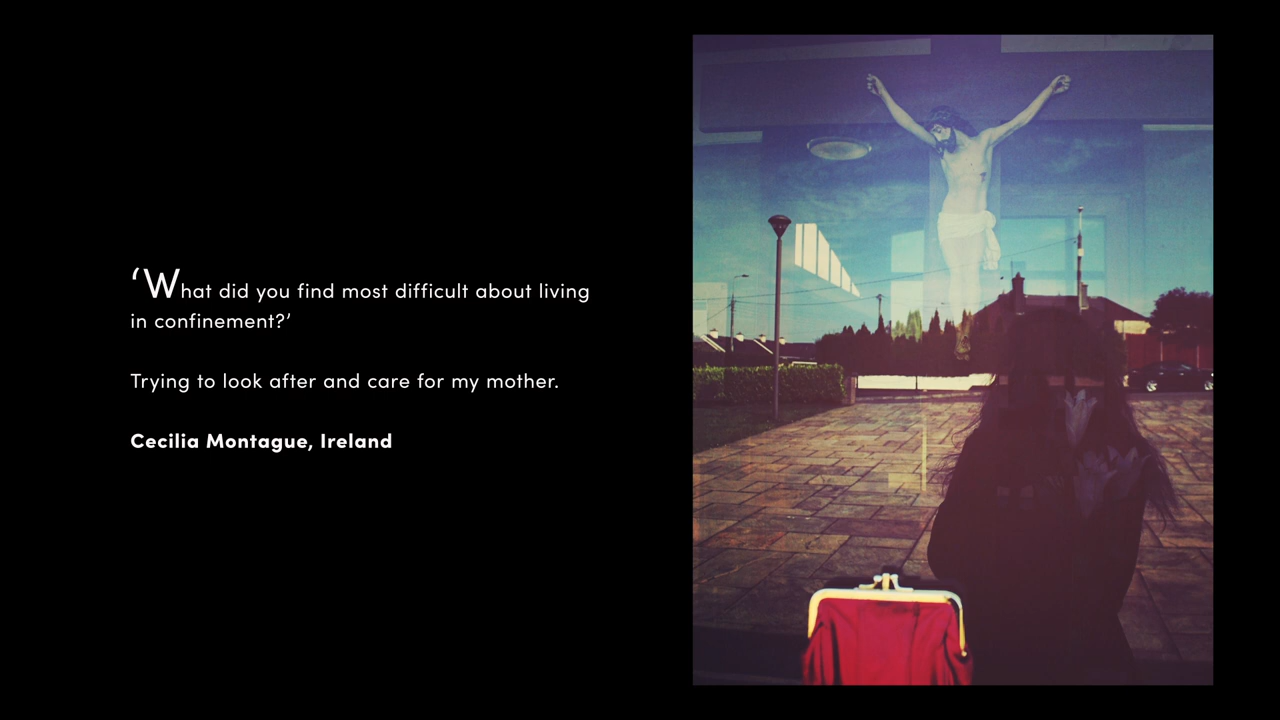 ‘What did you find most difficult about living
in confinement?’
Trying to look after and care for my mother.
Cecilia Montague, Ireland